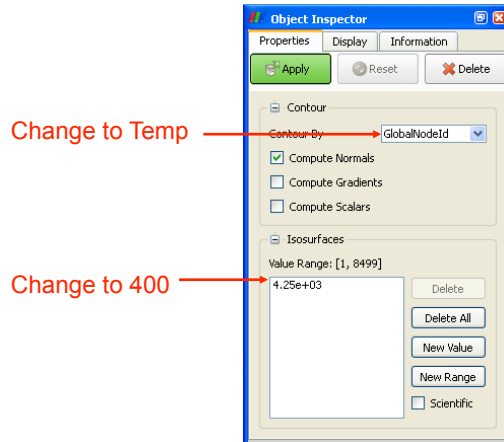 Object Inspector
Properties Display Information
Apply Reset Delete
Contour
Change to Temp
Contour By GlobalNodeId
Compute Normals
Compute Gradients
Compute Scalars
Isosurfaces
Value Range: [1, 8499]
Change to 400
4.25e+03
Delete
Delete All
New Value
New Range
Scientific